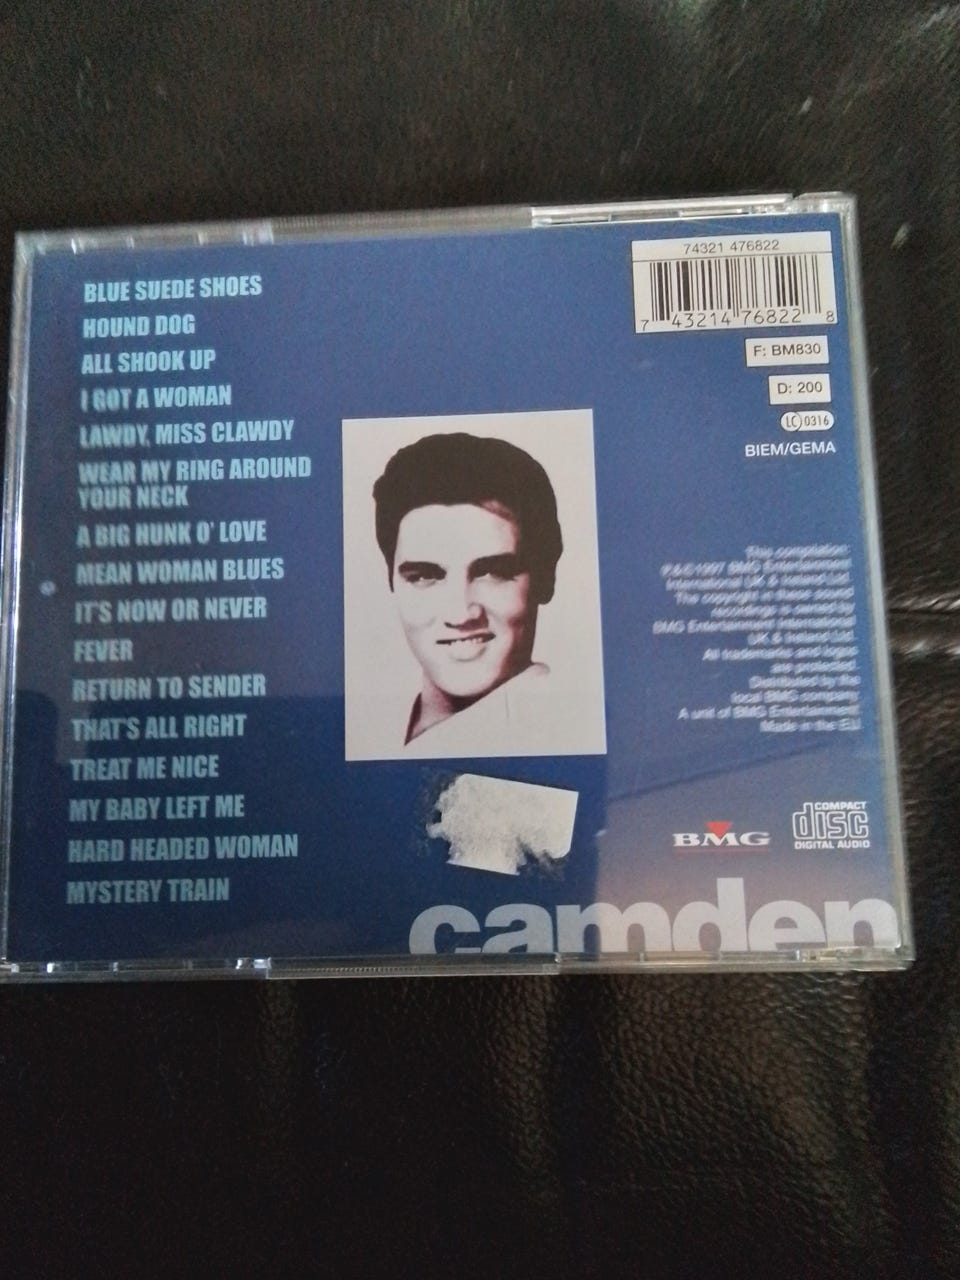 BLUE SUEDE SHOES
HOUND DOG
ALL SHOOK UP
I GOT A WOMAN
LAWDY, MISS CLAWDY
WEAR MY RING AROUND
YOUR NECK
A BIG HUNK O' LOVE
MEAN WOMAN BLUES
IT'S NOW OR NEVER
FEVER
RETURN TO SENDER
THAT'S ALL RIGHT
TREAT ME NICE
MY BABY LEFT ME
HARD HEADED WOMAN
MYSTERY TRAIN
74321 476822
7 43214 76822 8
F: BM830
D: 200
LC 0316
BIEM/GEMA
This compilation:
P.&©1997 BMG Entertainment
International UK & Ireland Ltd.
The copyright in these sound
recordings is owned by
BMG Entertainment International
UK & Ireland Ltd.
All trademarks and logos
are protected.
Distributed by the
local BMG company.
A unit of BMG Entertainment.
Made in the EU.
BMG
COMPACT
disc
DIGITAL AUDIO
camden